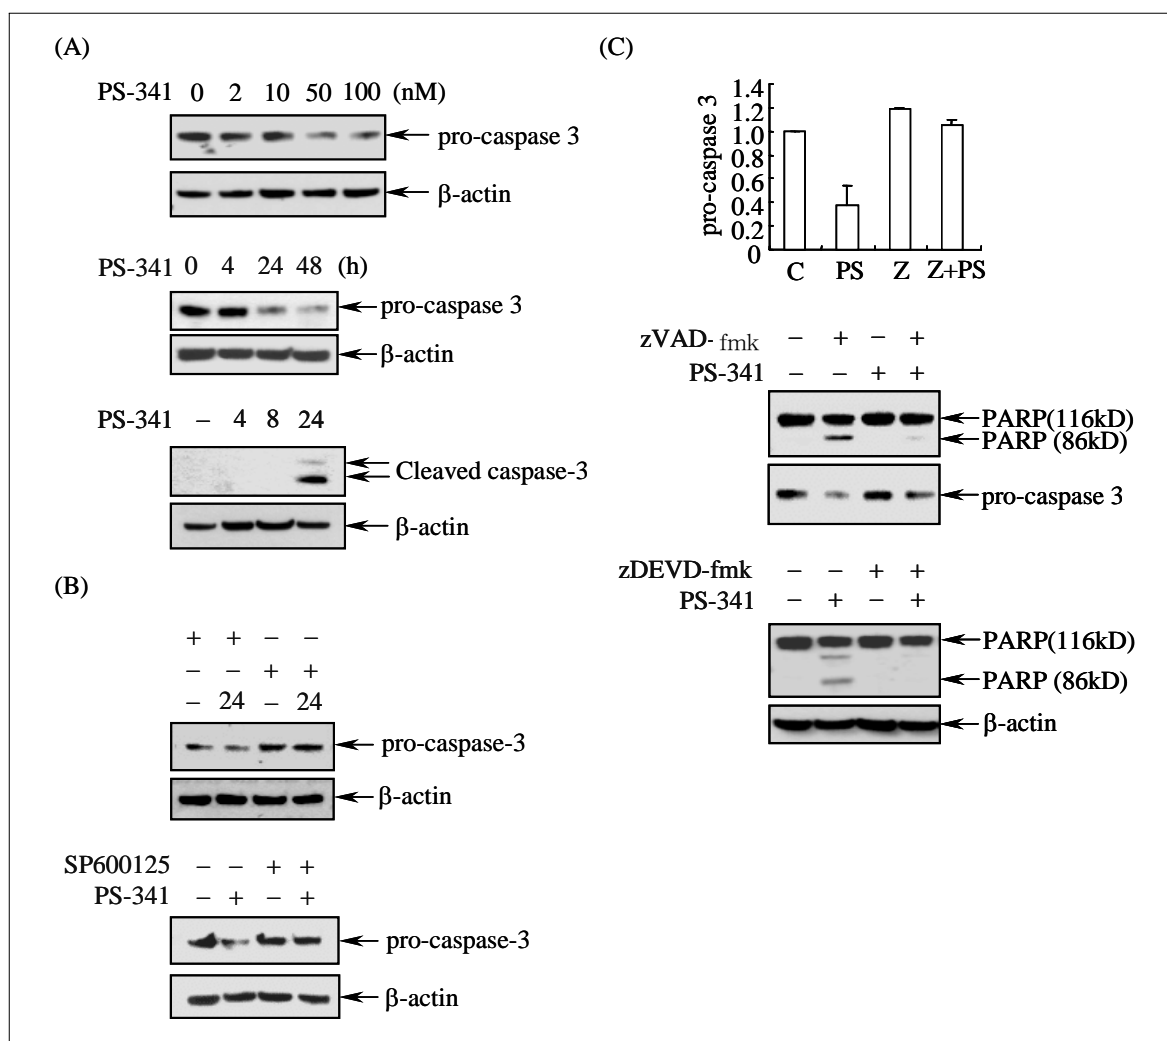 (A)
PS-341 0 2 10 50 100 (nM)
pro-caspase 3
β-actin
PS-341 0 4 24 48 (h)
pro-caspase 3
β-actin
PS-341 – 4 8 24
Cleaved caspase-3
β-actin
(B)
+ + – –
– – + +
– 24 – 24
pro-caspase-3
β-actin
SP600125 – – + +
PS-341 – + – +
pro-caspase-3
β-actin
(C)
pro-caspase 3
1.4
1.2
1.0
0.8
0.6
0.4
0.2
0
C PS Z Z+PS
zVAD-fmk – + – +
PS-341 – – + +
PARP(116kD)
PARP (86kD)
pro-caspase 3
zDEVD-fmk – – + +
PS-341 – + – +
PARP(116kD)
PARP (86kD)
β-actin